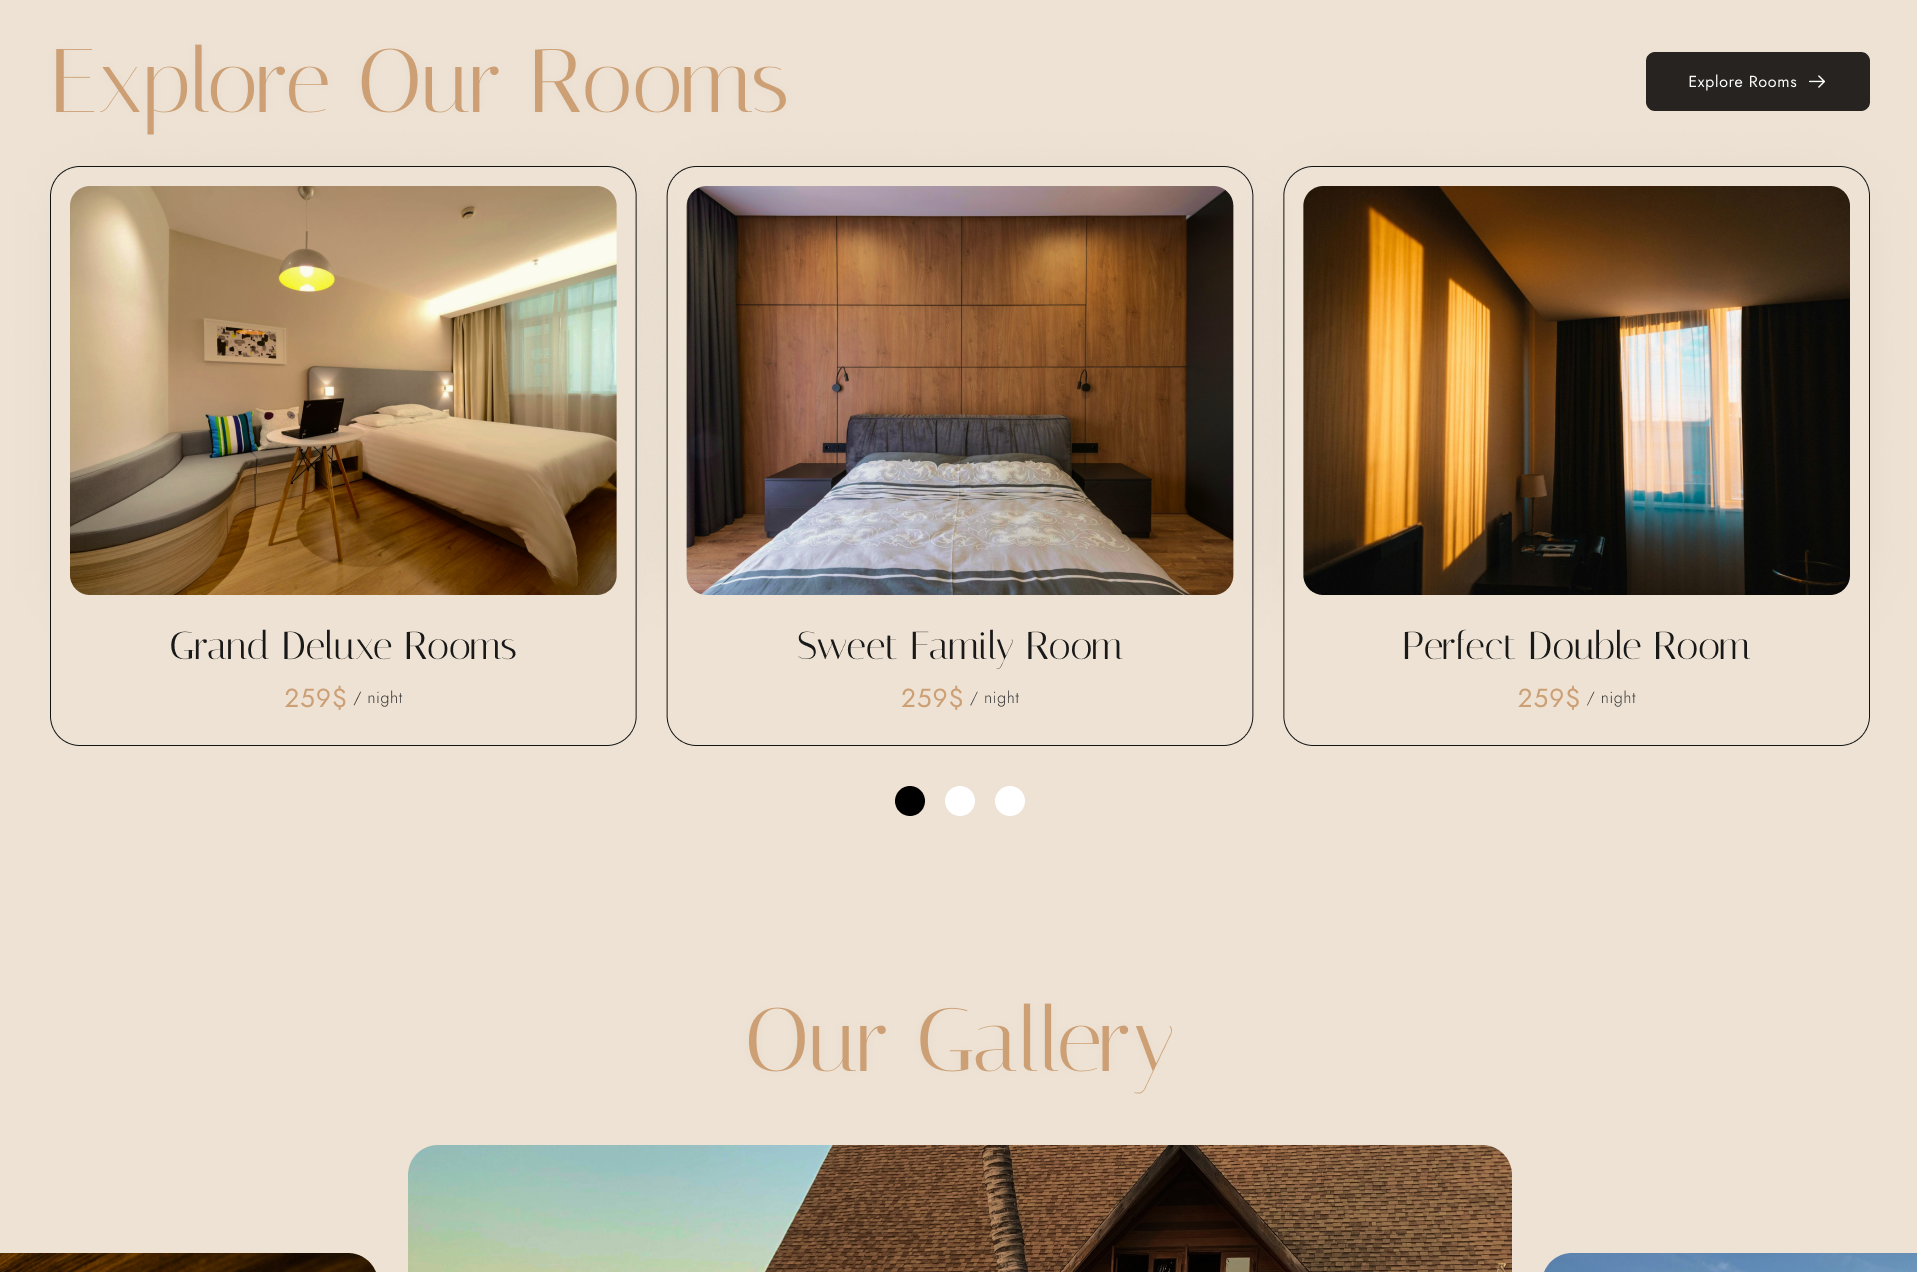 Explore Our Rooms
Explore Rooms
Grand Deluxe Rooms
259$ / night
Sweet Family Room
259$ / night
Perfect Double Room
259$ / night
Our Gallery